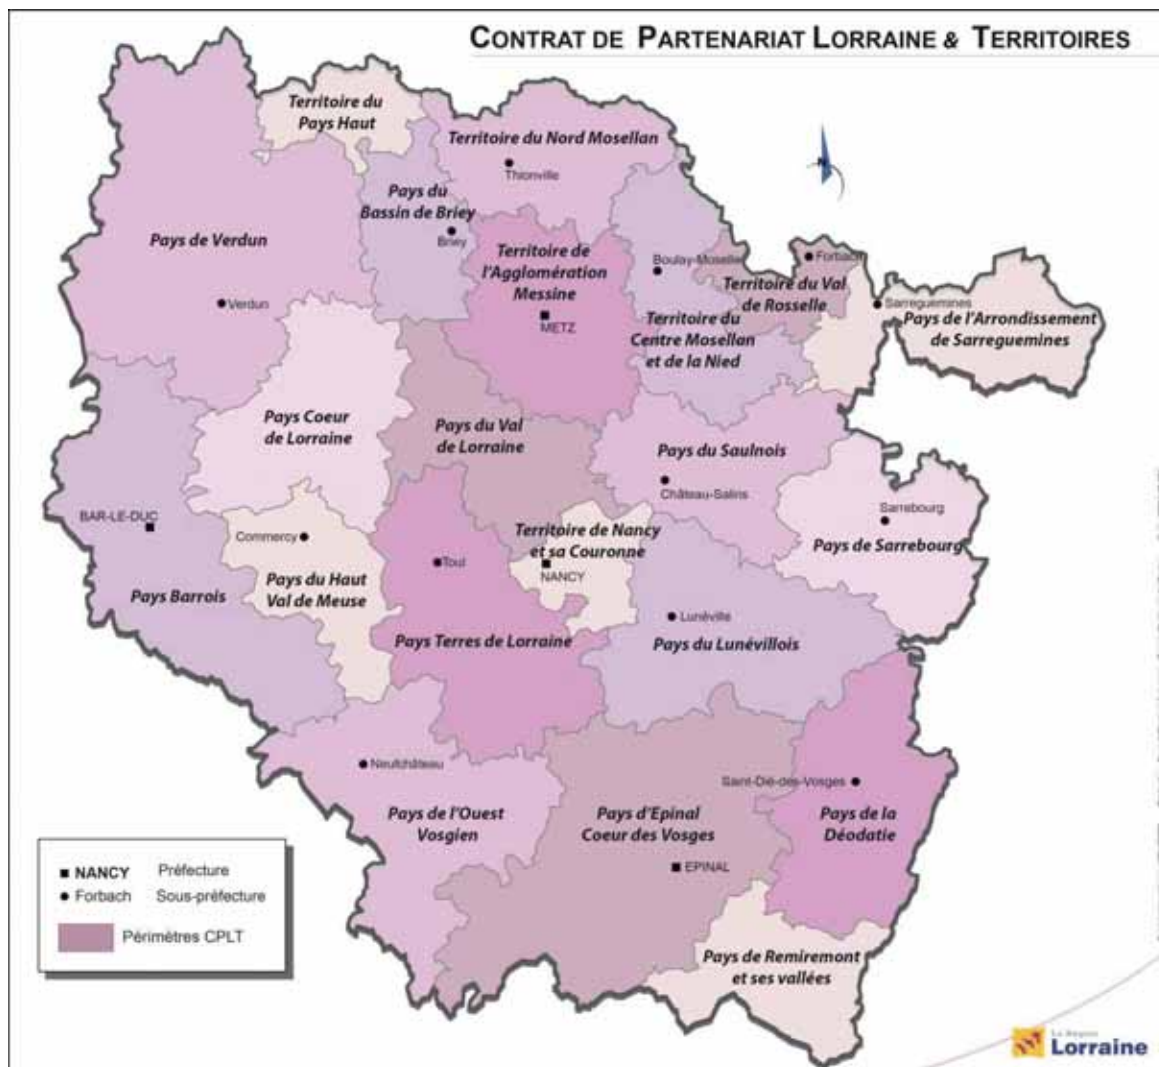 CONTRAT DE PARTENARIAT LORRAINE & TERRITOIRES
Territoire du
Pays Haut
Territoire du Nord Mosellan
Thionville
N
Pays du
Bassin de Briey
Briey
Pays de Verdun
Verdun
Territoire de
l'Agglomération
Messine
METZ
Boulay-Moselle
Forbach
Territoire du Val
de Rosselle
Territoire du
Centre Mosellan
et de la Nied
Sarreguemines
Pays de l'Arrondissement
de Sarreguemines
Pays Coeur
de Lorraine
Pays du Val
de Lorraine
Pays du Saulnois
Château-Salins
Sarrebourg
Pays de Sarrebourg
BAR-LE-DUC
Pays Barrois
Commercy
Pays du Haut
Val de Meuse
Toul
Pays Terres de Lorraine
Territoire de Nancy
et sa Couronne
NANCY
Lunéville
Pays du Lunévillois
Neufchâteau
Pays de l'Ouest
Vosgien
Pays d'Epinal
Coeur des Vosges
EPINAL
Saint-Dié-des-Vosges
Pays de la
Déodatie
Pays de Remiremont
et ses vallées
NANCY Préfecture
Forbach Sous-préfecture
Périmètres CPLT
La Région
Lorraine